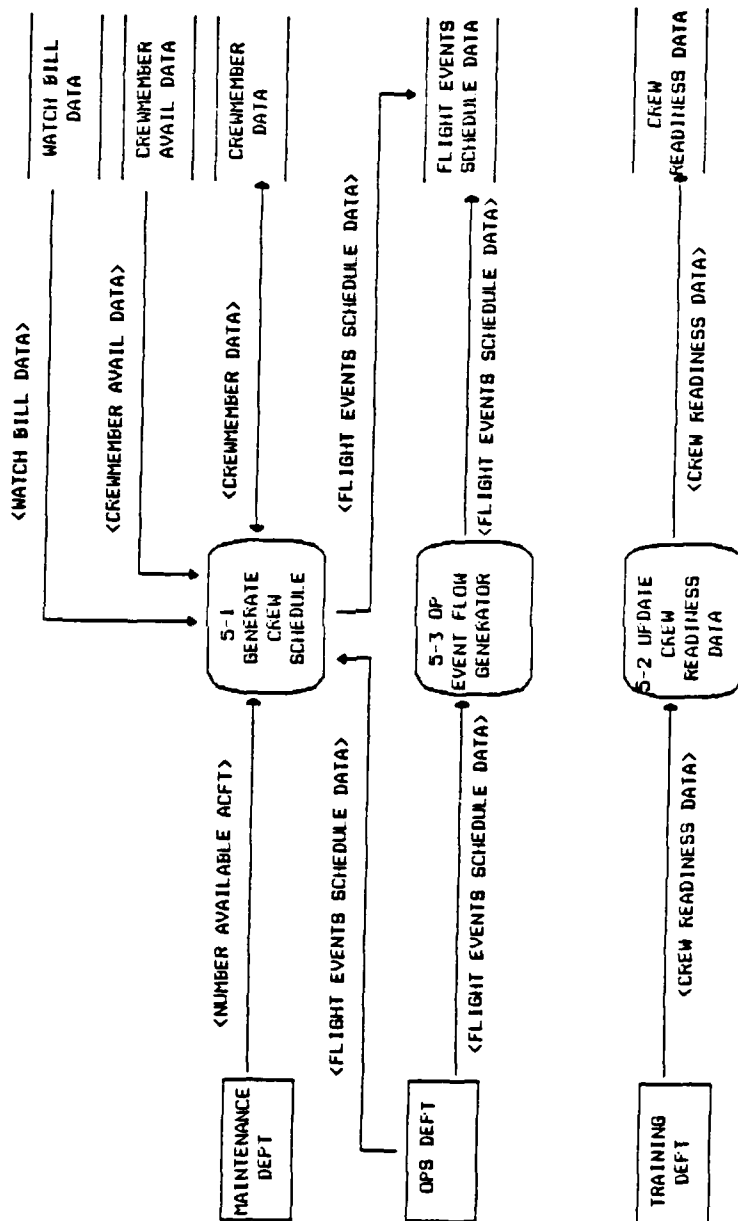 <WATCH BILL DATA>
WATCH BILL
DATA
<CREWMEMBER AVAIL DATA>
CREWMEMBER
AVAIL DATA
<CREWMEMBER DATA>
CREWMEMBER
DATA
MAINTENANCE
DEPT
<NUMBER AVAILABLE ACFT>
5-1
GENERATE
CREW
SCHEDULE
<FLIGHT EVENTS SCHEDULE DATA>
<FLIGHT EVENTS SCHEDULE DATA>
OPS DEPT
<FLIGHT EVENTS SCHEDULE DATA>
5-3 OP
EVENT FLOW
GENERATOR
<FLIGHT EVENTS SCHEDULE DATA>
FLIGHT EVENTS
SCHEDULE DATA
TRAINING
DEPT
<CREW READINESS DATA>
5-2 UPDATE
CREW
READINESS
DATA
<CREW READINESS DATA>
CREW
READINESS DATA